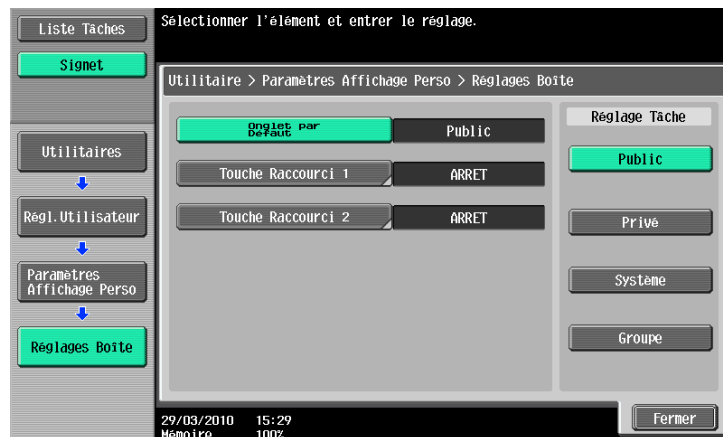 Liste Tâches
Signet
Sélectionner l'élément et entrer le réglage.
Utilitaire > Paramètres Affichage Perso > Réglages Boîte
Utilitaires
Régl.Utilisateur
Paramètres
Affichage Perso
Réglages Boîte
Onglet par
Défaut
Public
Touche Raccourci 1
ARRET
Touche Raccourci 2
ARRET
Réglage Tâche
Public
Privé
Système
Groupe
29/03/2010 15:29
Mémoire 100%
Fermer